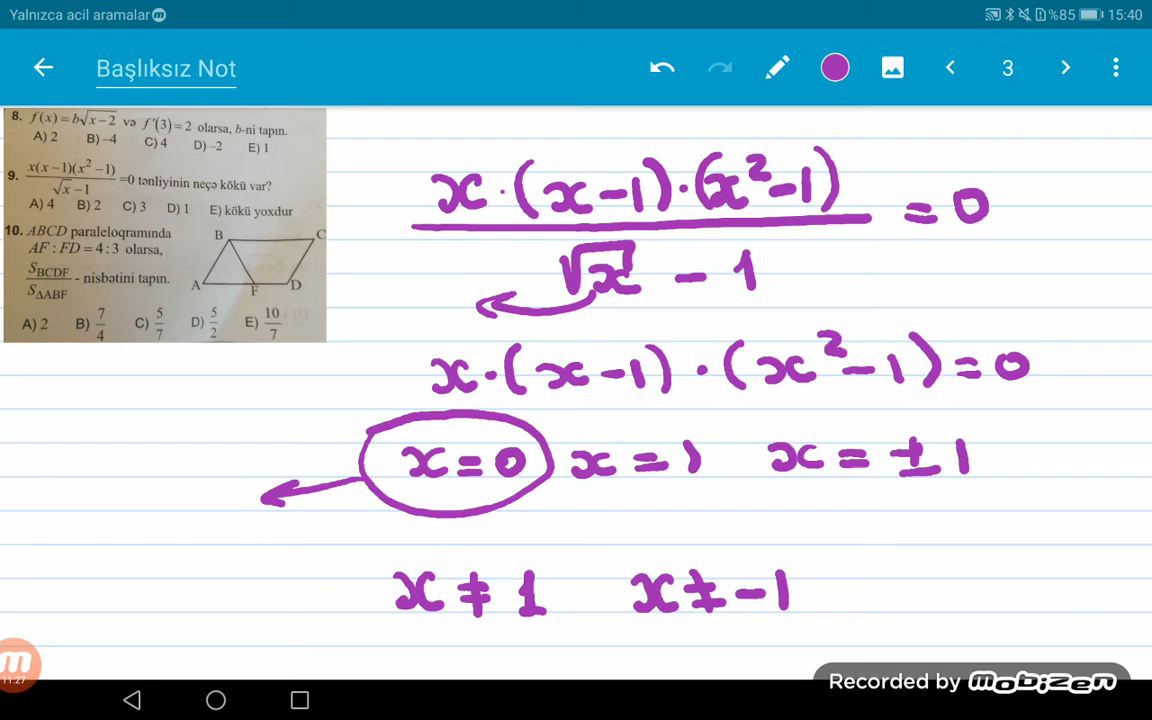 Yalnızca acil aramalar
%85 15:40
Başlıksız Not
3
8. f(x) = b√x−2 və f′(3) = 2 olarsa, b-ni tapın.
A) 2 B) −4 C) 4 D) −2 E) 1
9. x(x−1)(x²−1)/√x−1 =0 tənliyinin neçə kökü var?
A) 4 B) 2 C) 3 D) 1 E) kökü yoxdur
10. ABCD paraleloqramında
AF : FD = 4 : 3 olarsa,
S_BCDF/S_ΔABF - nisbətini tapın.
B C
A F D
A) 2 B) 7/4 C) 5/7 D) 5/2 E) 10/7
x · (x−1) · (x²−1)
= 0
√x − 1
x · (x−1) · (x²−1) = 0
x = 0 x = 1 x = ± 1
x ≠ 1 x ≠ −1
11:27
Recorded by mobizen